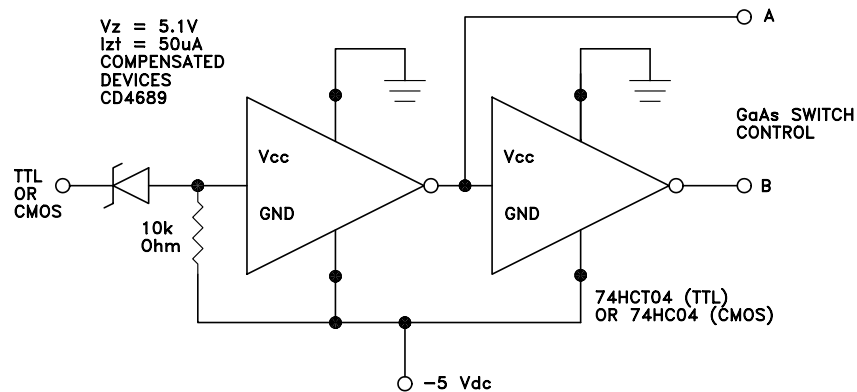 Vz = 5.1V
Izt = 50uA
COMPENSATED
DEVICES
CD4689
A
GaAs SWITCH
CONTROL
Vcc
Vcc
TTL
OR
CMOS
B
GND
GND
10k
Ohm
74HCT04 (TTL)
OR 74HC04 (CMOS)
-5 Vdc